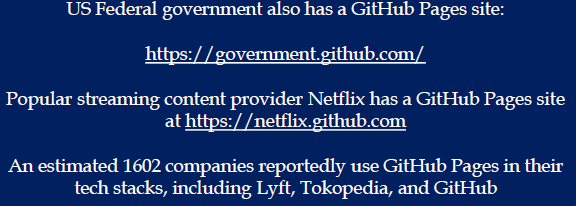 US Federal government also has a GitHub Pages site:
https://government.github.com/
Popular streaming content provider Netflix has a GitHub Pages site
at https://netflix.github.com
An estimated 1602 companies reportedly use GitHub Pages in their
tech stacks, including Lyft, Tokopedia, and GitHub